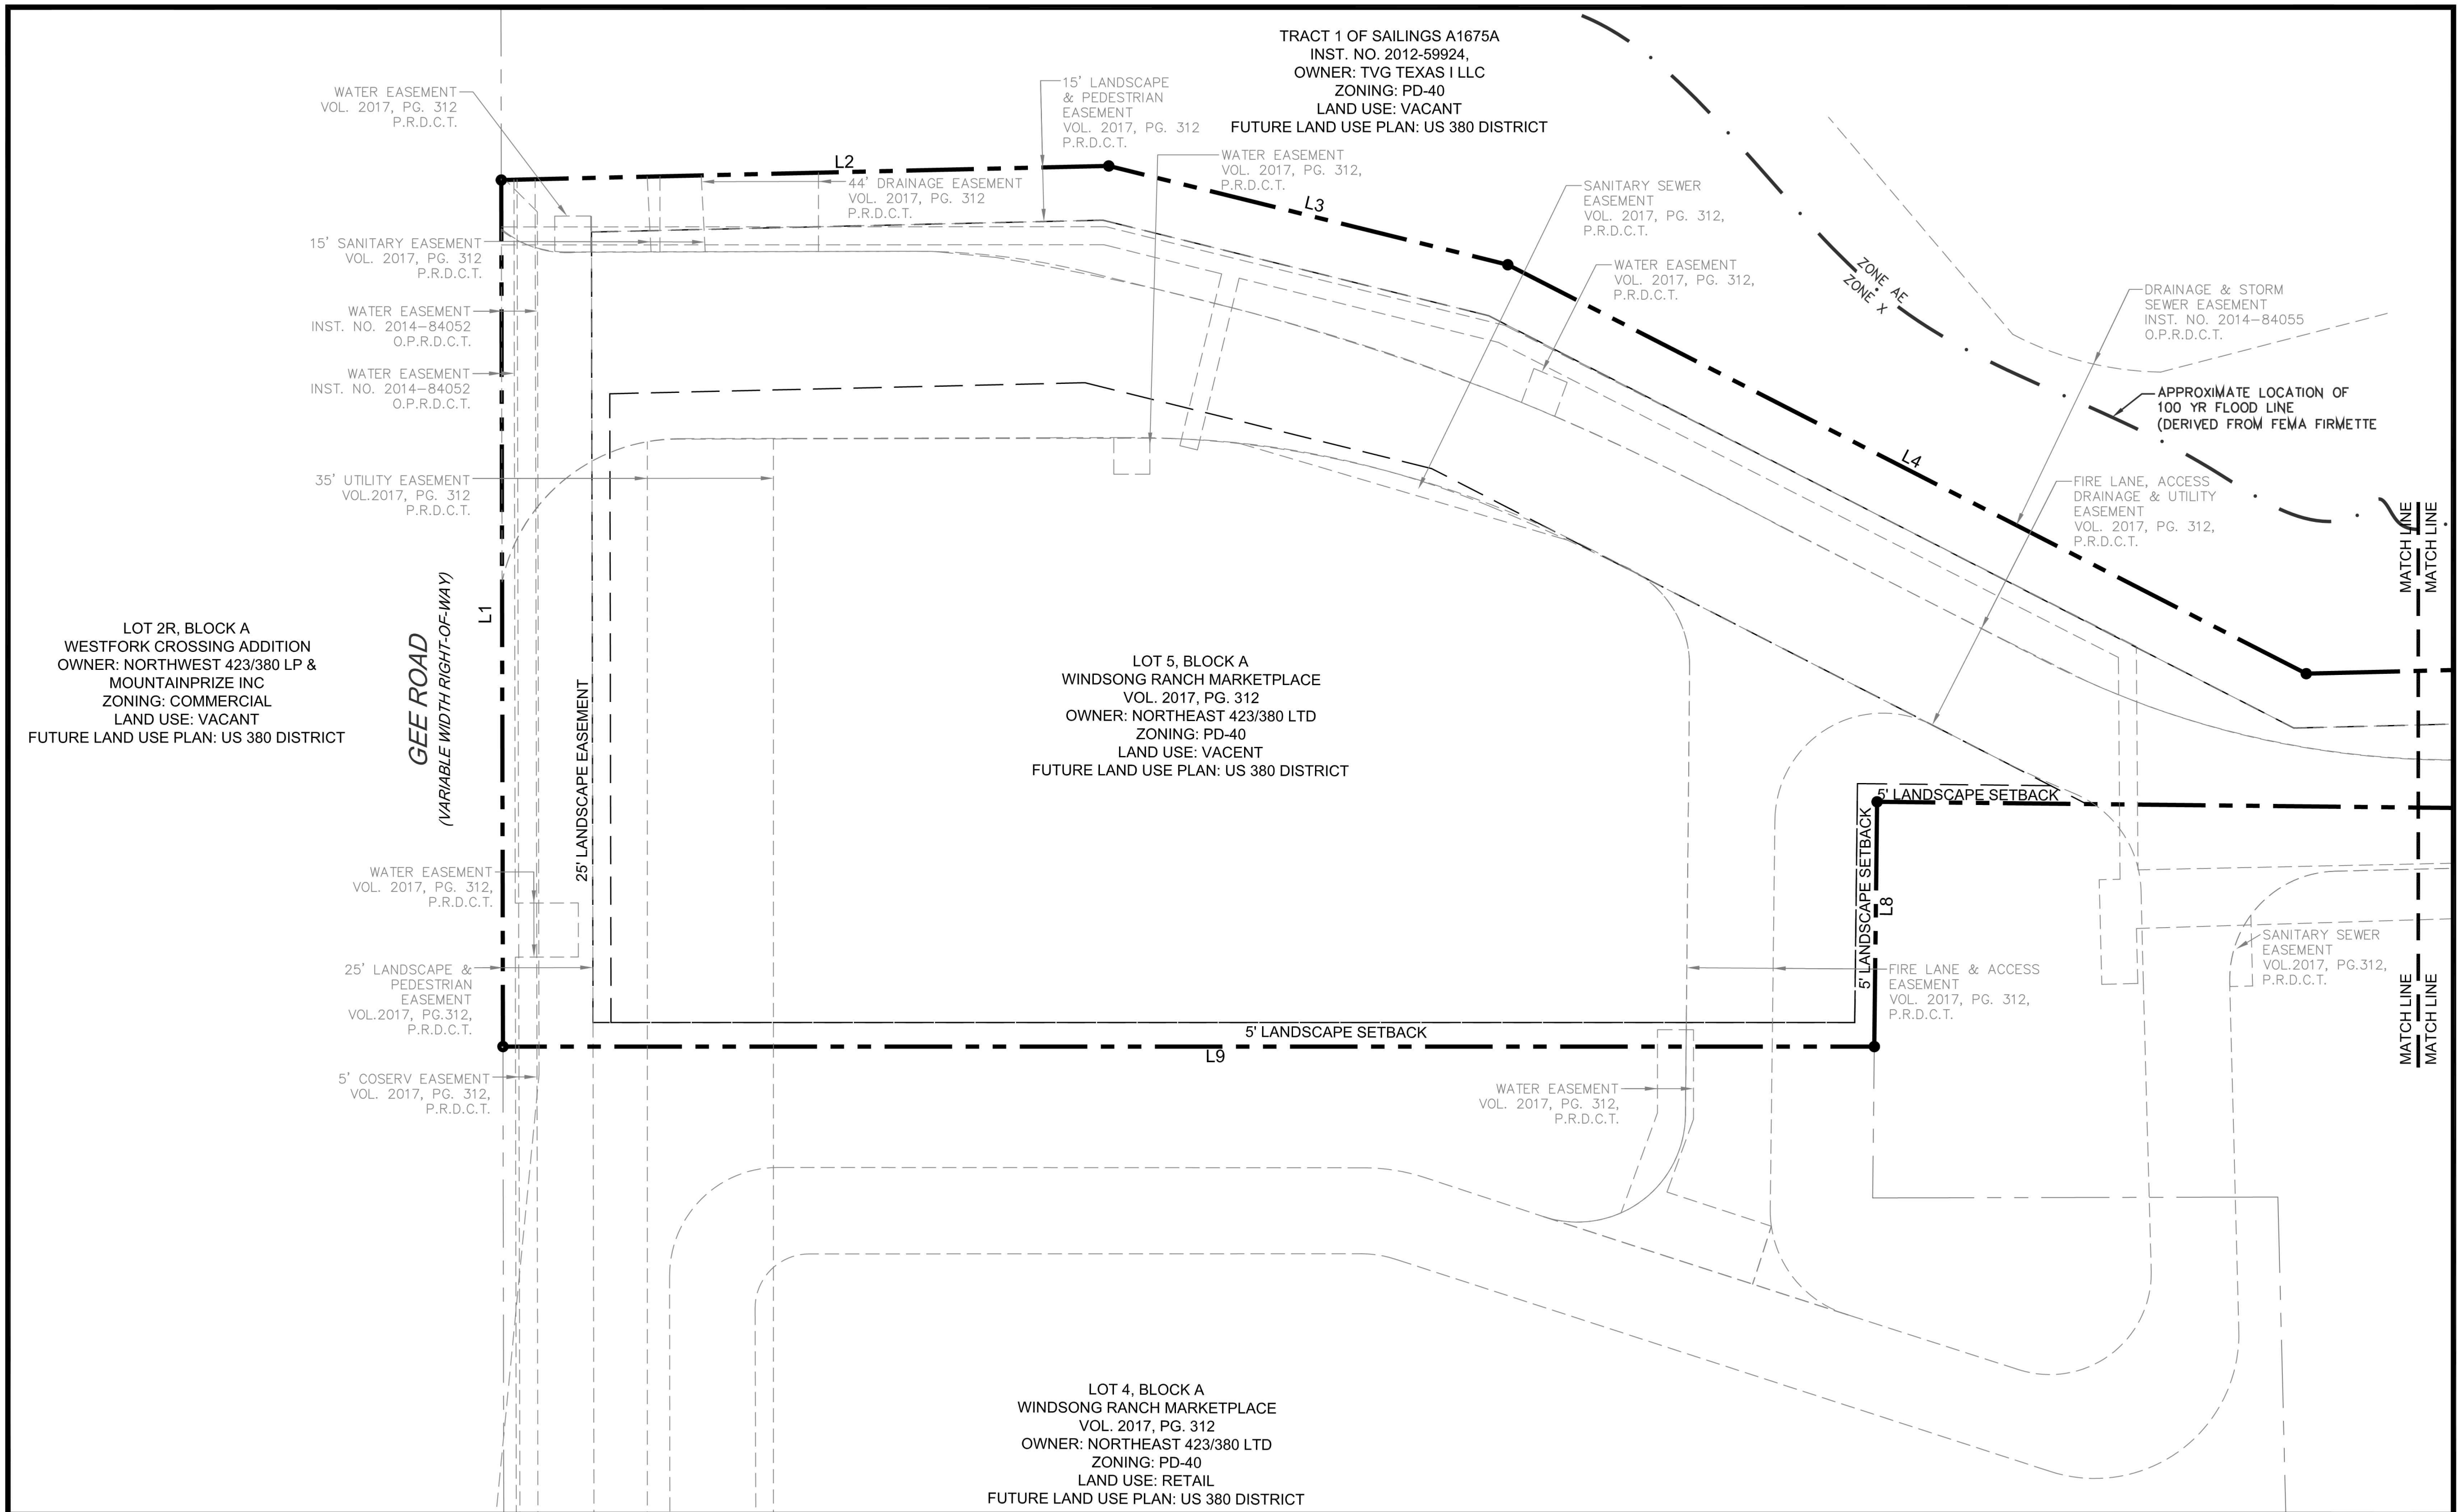 TRACT 1 OF SAILINGS A1675A
INST. NO. 2012-59924,
OWNER: TVG TEXAS I LLC
ZONING: PD-40
LAND USE: VACANT
FUTURE LAND USE PLAN: US 380 DISTRICT
WATER EASEMENT
VOL. 2017, PG. 312
P.R.D.C.T.
15' LANDSCAPE
& PEDESTRIAN
EASEMENT
VOL. 2017, PG. 312
P.R.D.C.T.
L2
WATER EASEMENT
VOL. 2017, PG. 312,
P.R.D.C.T.
44' DRAINAGE EASEMENT
VOL. 2017, PG. 312
P.R.D.C.T.
L3
SANITARY SEWER
EASEMENT
VOL. 2017, PG. 312,
P.R.D.C.T.
15' SANITARY EASEMENT
VOL. 2017, PG. 312
P.R.D.C.T.
WATER EASEMENT
VOL. 2017, PG. 312,
P.R.D.C.T.
ZONE AE
ZONE X
DRAINAGE & STORM
SEWER EASEMENT
INST. NO. 2014-84055
O.P.R.D.C.T.
WATER EASEMENT
INST. NO. 2014-84052
O.P.R.D.C.T.
WATER EASEMENT
INST. NO. 2014-84052
O.P.R.D.C.T.
APPROXIMATE LOCATION OF
100 YR FLOOD LINE
(DERIVED FROM FEMA FIRMETTE
L4
35' UTILITY EASEMENT
VOL.2017, PG. 312
P.R.D.C.T.
FIRE LANE, ACCESS
DRAINAGE & UTILITY
EASEMENT
VOL. 2017, PG. 312,
P.R.D.C.T.
MATCH LINE
MATCH LINE
LOT 2R, BLOCK A
WESTFORK CROSSING ADDITION
OWNER: NORTHWEST 423/380 LP &
MOUNTAINPRIZE INC
ZONING: COMMERCIAL
LAND USE: VACANT
FUTURE LAND USE PLAN: US 380 DISTRICT
GEE ROAD
(VARIABLE WIDTH RIGHT-OF-WAY)
L1
25' LANDSCAPE EASEMENT
LOT 5, BLOCK A
WINDSONG RANCH MARKETPLACE
VOL. 2017, PG. 312
OWNER: NORTHEAST 423/380 LTD
ZONING: PD-40
LAND USE: VACENT
FUTURE LAND USE PLAN: US 380 DISTRICT
5' LANDSCAPE SETBACK
5' LANDSCAPE SETBACK
L8
WATER EASEMENT
VOL. 2017, PG. 312,
P.R.D.C.T.
25' LANDSCAPE &
PEDESTRIAN
EASEMENT
VOL.2017, PG.312,
P.R.D.C.T.
FIRE LANE & ACCESS
EASEMENT
VOL. 2017, PG. 312,
P.R.D.C.T.
SANITARY SEWER
EASEMENT
VOL.2017, PG.312,
P.R.D.C.T.
MATCH LINE
MATCH LINE
5' LANDSCAPE SETBACK
L9
5' COSERV EASEMENT
VOL. 2017, PG. 312,
P.R.D.C.T.
WATER EASEMENT
VOL. 2017, PG. 312,
P.R.D.C.T.
LOT 4, BLOCK A
WINDSONG RANCH MARKETPLACE
VOL. 2017, PG. 312
OWNER: NORTHEAST 423/380 LTD
ZONING: PD-40
LAND USE: RETAIL
FUTURE LAND USE PLAN: US 380 DISTRICT